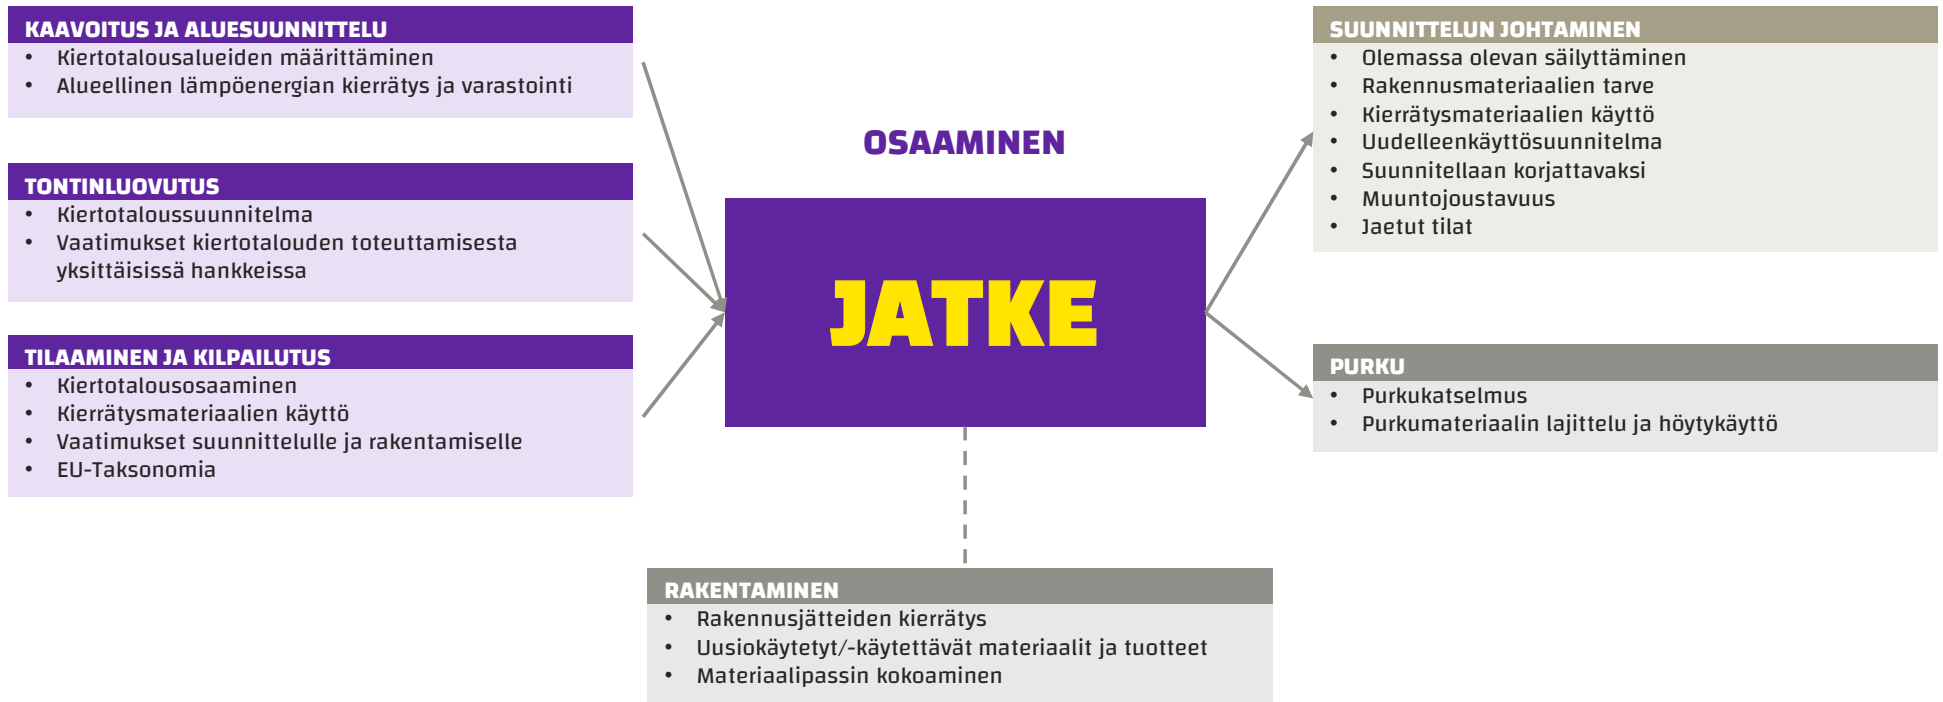 KAAVOITUS JA ALUESUUNNITTELU
• Kiertotalousalueiden määrittäminen
• Alueellinen lämpöenergian kierrätys ja varastointi
TONTINLUOVUTUS
• Kiertotaloussuunnitelma
• Vaatimukset kiertotalouden toteuttamisesta
yksittäisissä hankkeissa
TILAAMINEN JA KILPAILUTUS
• Kiertotalousosaaminen
• Kierrätysmateriaalien käyttö
• Vaatimukset suunnittelulle ja rakentamiselle
• EU-Taksonomia
OSAAMINEN
JATKE
RAKENTAMINEN
• Rakennusjätteiden kierrätys
• Uusiokäytetyt/-käytettävät materiaalit ja tuotteet
• Materiaalipassin kokoaminen
SUUNNITTELUN JOHTAMINEN
• Olemassa olevan säilyttäminen
• Rakennusmateriaalien tarve
• Kierrätysmateriaalien käyttö
• Uudelleenkäyttösuunnitelma
• Suunnitellaan korjattavaksi
• Muuntojoustavuus
• Jaetut tilat
PURKU
• Purkukatselmus
• Purkumateriaalin lajittelu ja höytykäyttö